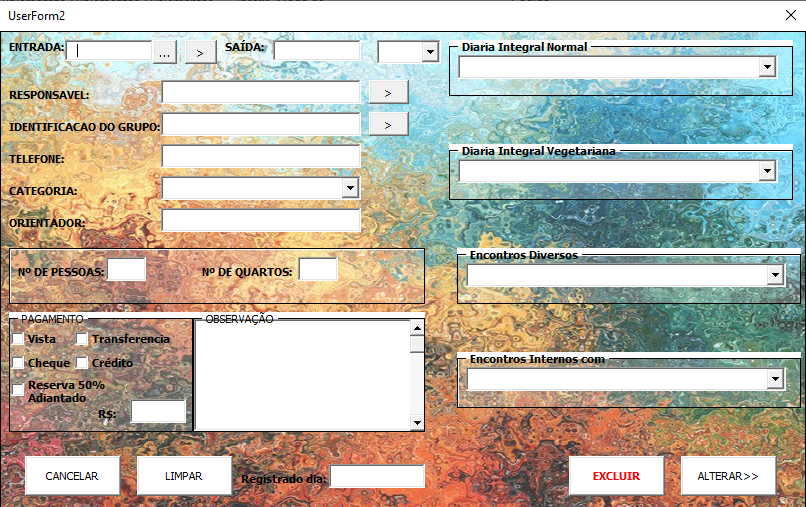 UserForm2
ENTRADA: ... > SAÍDA:
Diaria Integral Normal
RESPONSAVEL: >
IDENTIFICACAO DO GRUPO: >
TELEFONE:
Diaria Integral Vegetariana
CATEGORIA:
ORIENTADOR:
Nº DE PESSOAS: Nº DE QUARTOS:
Encontros Diversos
PAGAMENTO
Vista Transferencia
Cheque Crédito
Reserva 50%
Adiantado
R$:
OBSERVAÇÃO
Encontros Internos com
CANCELAR LIMPAR Registrado dia: EXCLUIR ALTERAR>>